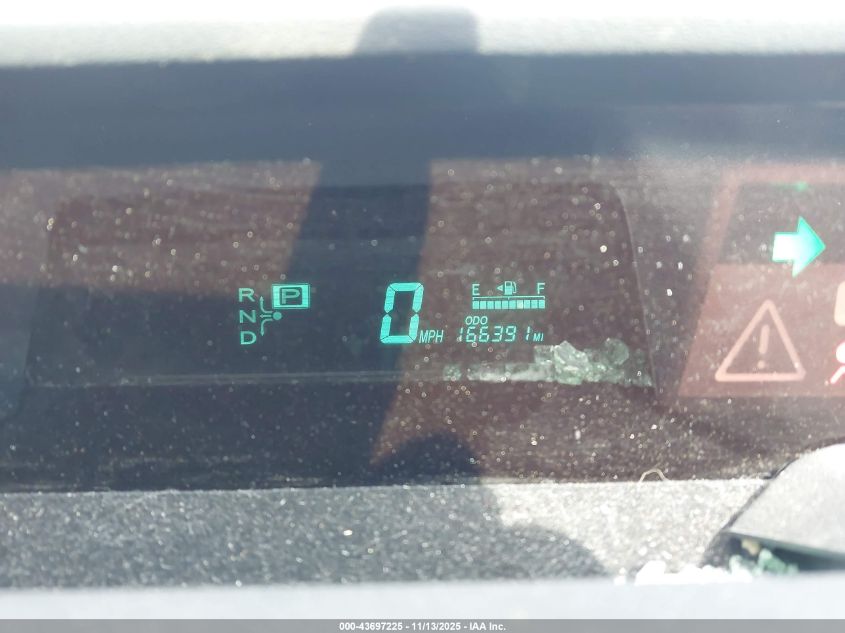 R P
N
D
0 MPH
E F
ODO
166391 MI
000-43697225 - 11/13/2025 - IAA Inc.